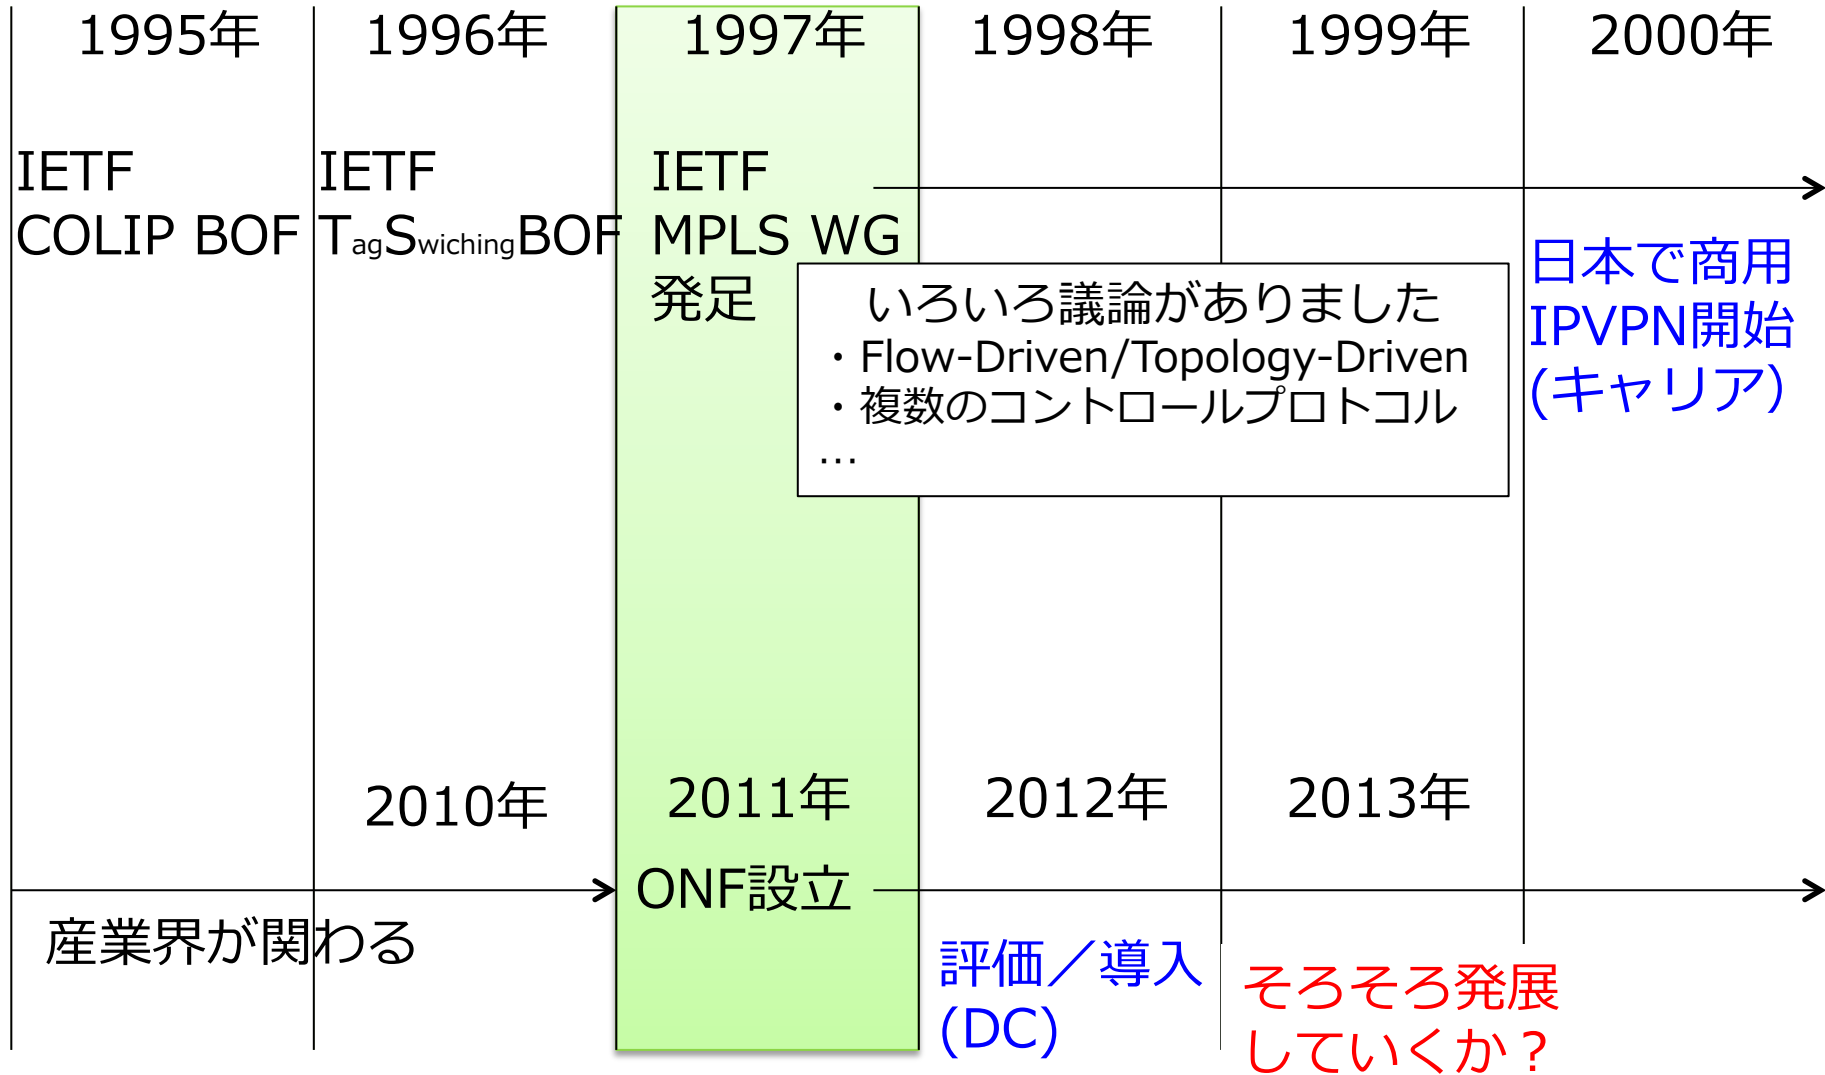 1995年
1996年
1997年
1998年
1999年
2000年
IETF
COLIP BOF
IETF
TagSwichingBOF
IETF
MPLS WG
発足
いろいろ議論がありました
・Flow-Driven/Topology-Driven
・複数のコントロールプロトコル
…
日本で商用
IPVPN開始
(キャリア)
2010年
2011年
2012年
2013年
産業界が関わる
ONF設立
評価／導入
(DC)
そろそろ発展
していくか？